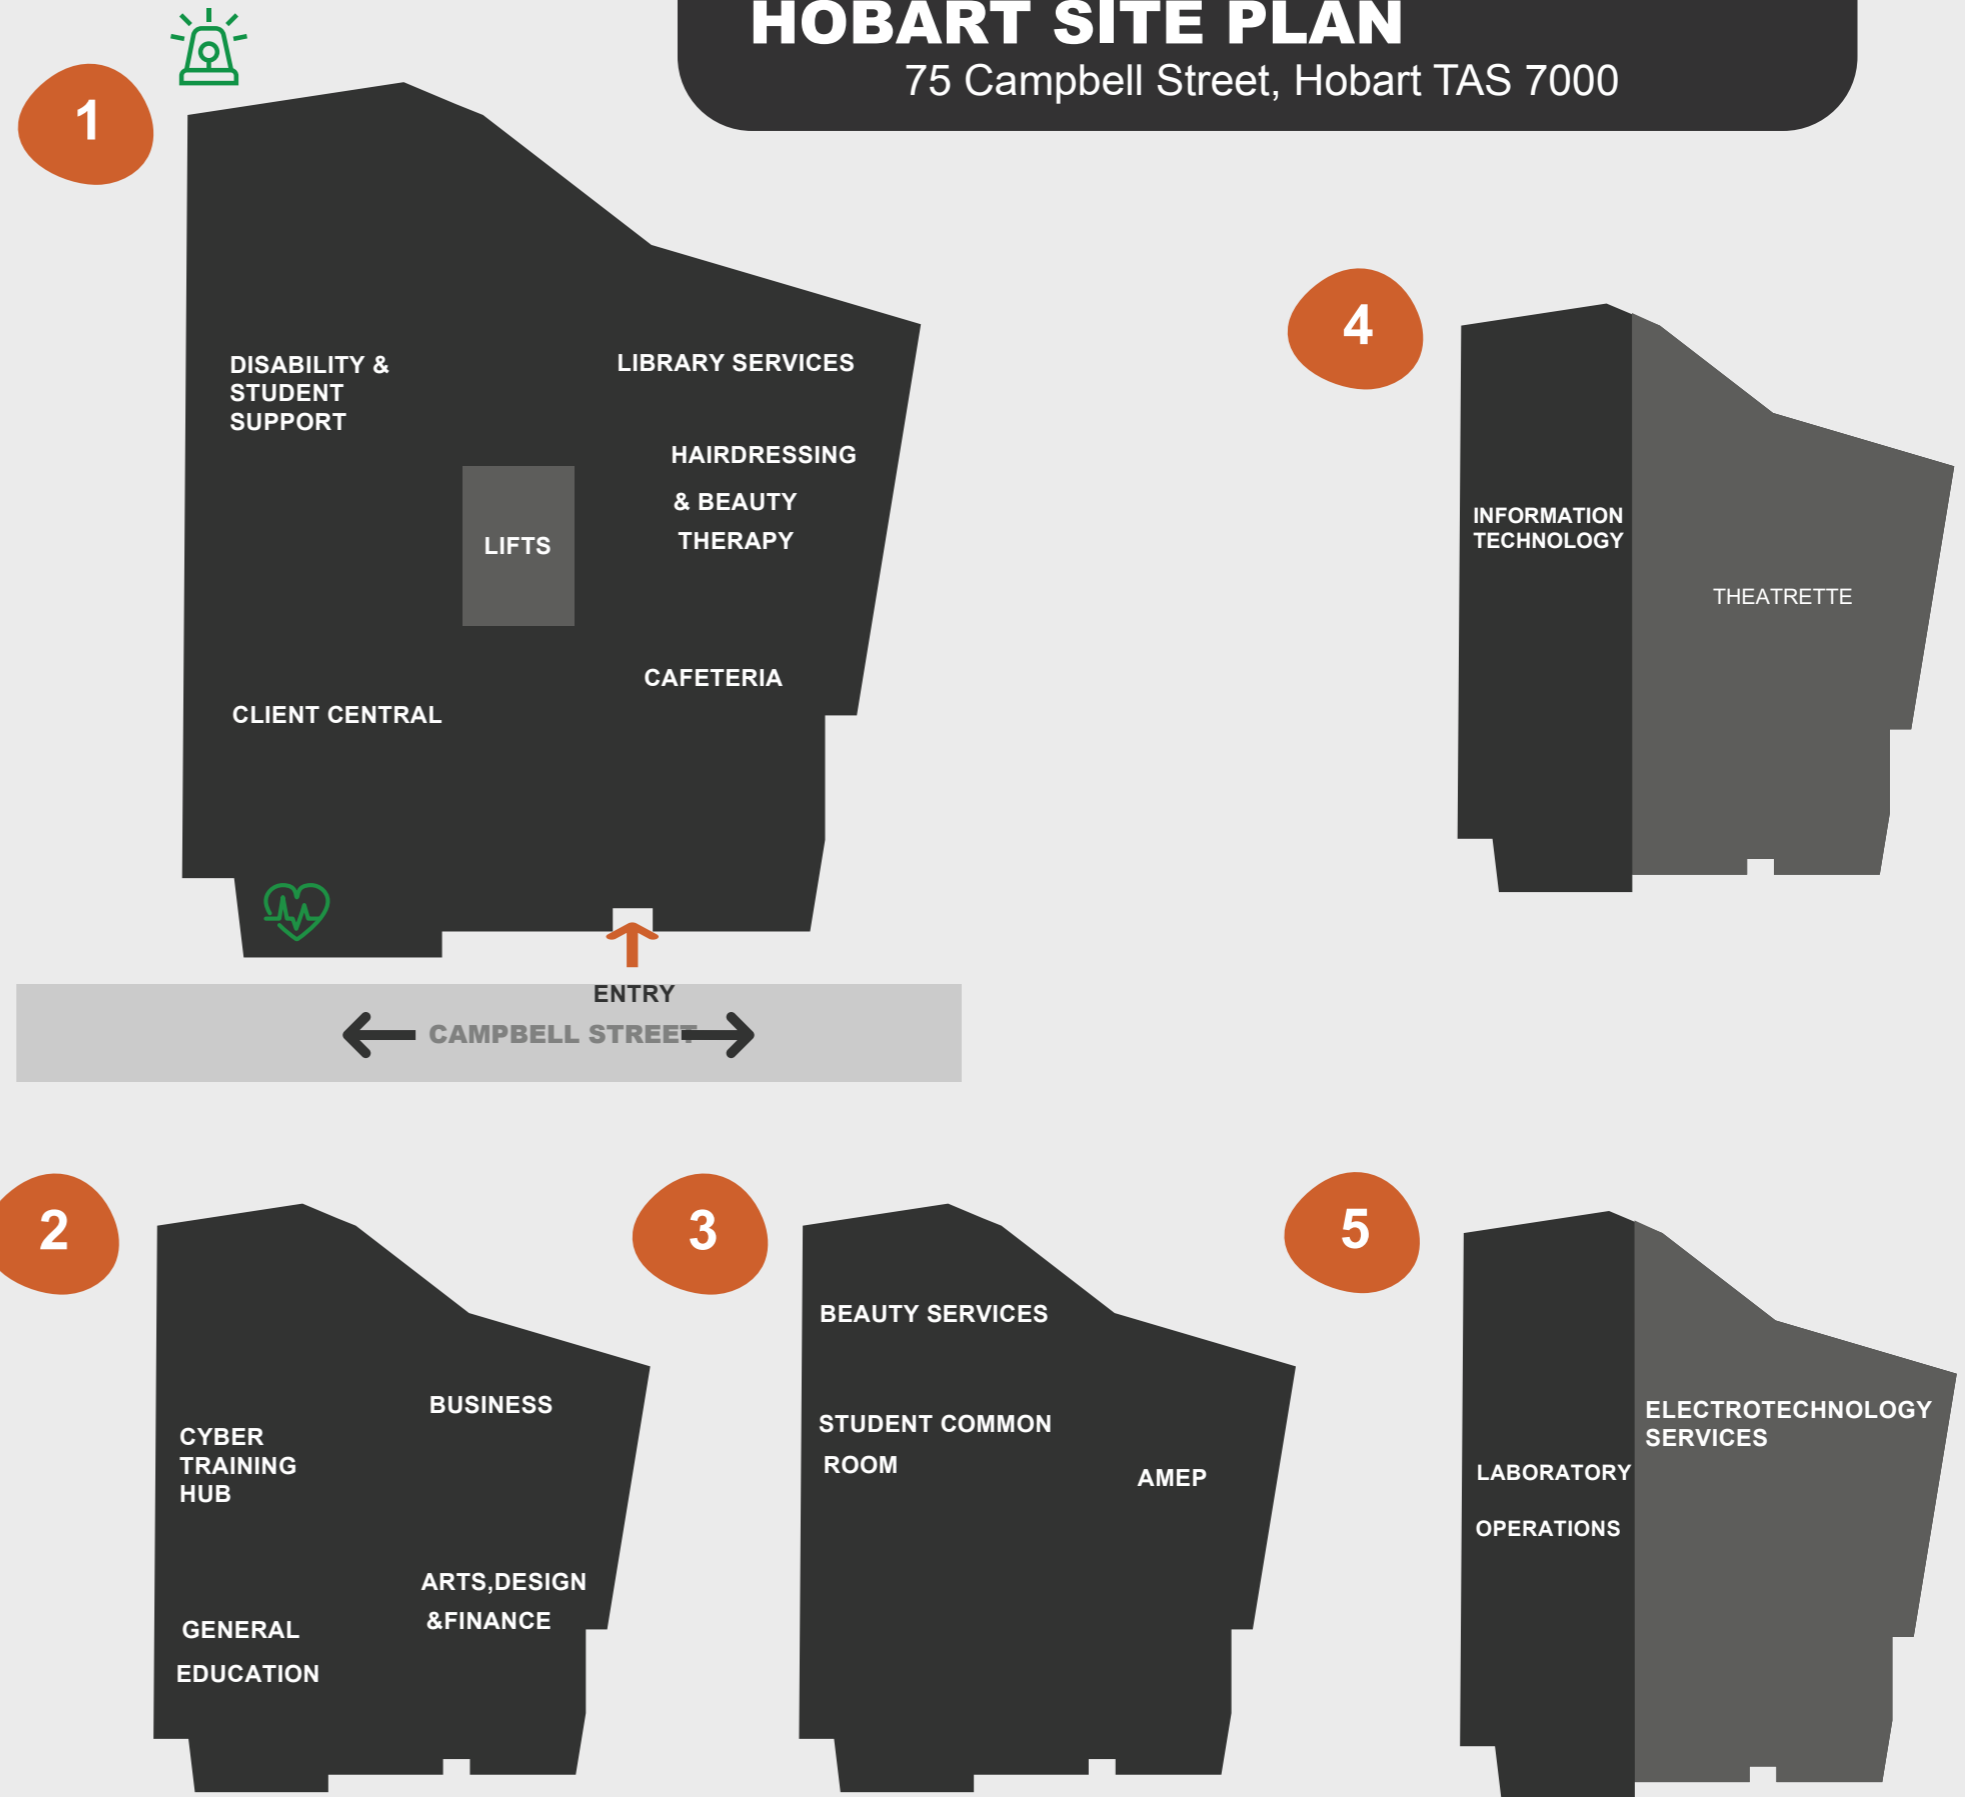 HOBART SITE PLAN
75 Campbell Street, Hobart TAS 7000
1
DISABILITY &
STUDENT
SUPPORT
LIBRARY SERVICES
HAIRDRESSING
& BEAUTY
THERAPY
LIFTS
CAFETERIA
CLIENT CENTRAL
ENTRY
CAMPBELL STREET
4
INFORMATION
TECHNOLOGY
THEATRETTE
2
BUSINESS
CYBER
TRAINING
HUB
ARTS,DESIGN
&FINANCE
GENERAL
EDUCATION
3
BEAUTY SERVICES
STUDENT COMMON
ROOM
AMEP
5
ELECTROTECHNOLOGY
SERVICES
LABORATORY
OPERATIONS